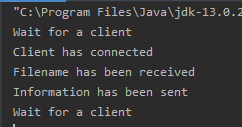 "C:\Program Files\Java\jdk-13.0.2
Wait for a client
Client has connected
Filename has been received
Information has been sent
Wait for a client